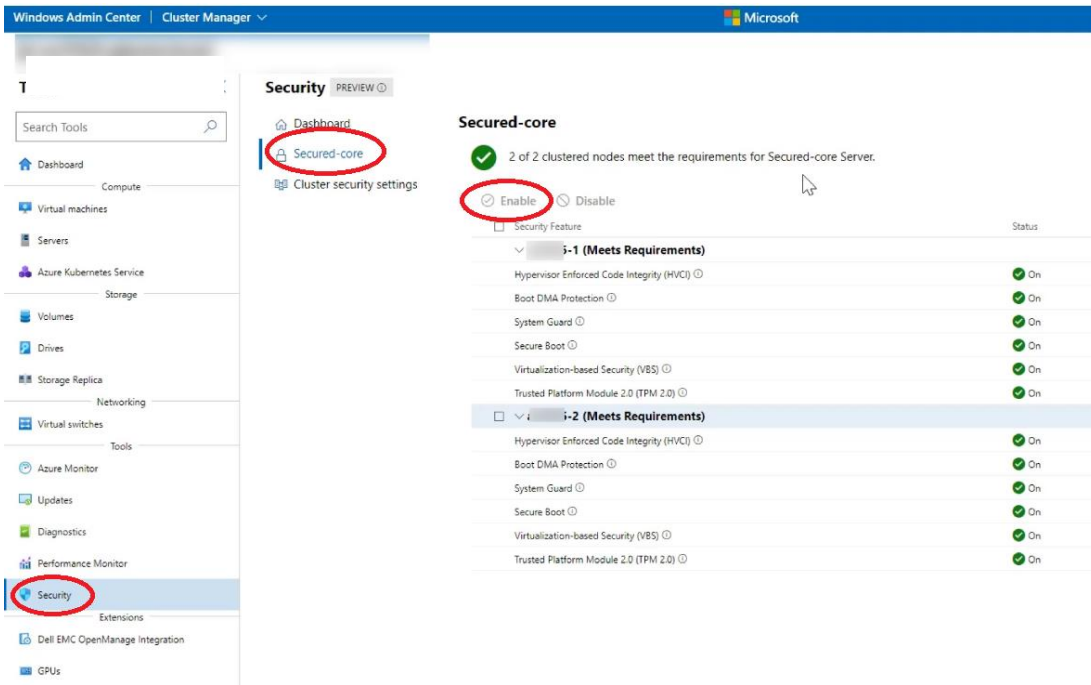 Windows Admin Center | Cluster Manager
Microsoft
T
Search Tools
Dashboard
Compute
Virtual machines
Servers
Azure Kubernetes Service
Storage
Volumes
Drives
Storage Replica
Networking
Virtual switches
Tools
Azure Monitor
Updates
Diagnostics
Performance Monitor
Security
Extensions
Dell EMC OpenManage Integration
GPUs
Security PREVIEW
Dashboard
Secured-core
Cluster security settings
Secured-core
2 of 2 clustered nodes meet the requirements for Secured-core Server.
Enable Disable
Security Feature Status
-1 (Meets Requirements)
Hypervisor Enforced Code Integrity (HVCI) On
Boot DMA Protection On
System Guard On
Secure Boot On
Virtualization-based Security (VBS) On
Trusted Platform Module 2.0 (TPM 2.0) On
-2 (Meets Requirements)
Hypervisor Enforced Code Integrity (HVCI) On
Boot DMA Protection On
System Guard On
Secure Boot On
Virtualization-based Security (VBS) On
Trusted Platform Module 2.0 (TPM 2.0) On